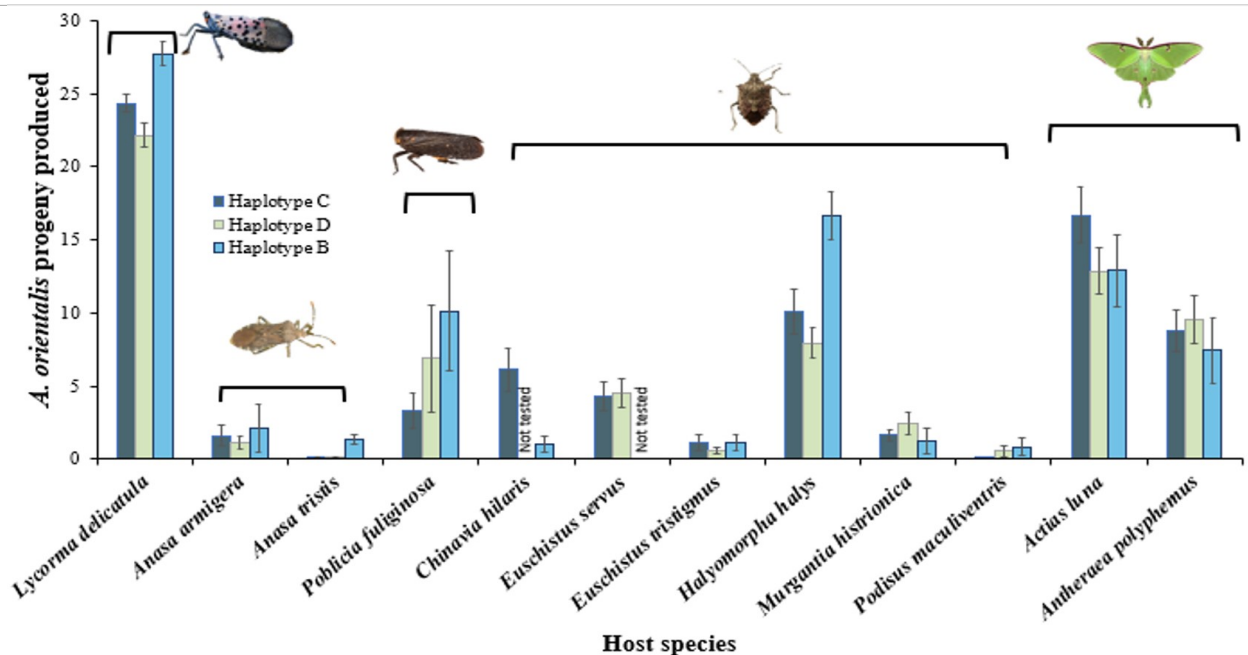 A. orientalis progeny produced
30
25
20
15
10
5
0
Haplotype C
Haplotype D
Haplotype B
Not tested
Not tested
Lycorma delicatula
Anasa armigera
Anasa tristis
Poblicia fuliginosa
Chinavia hilaris
Euschistus servus
Euschistus tristigmus
Halyomorpha halys
Murgantia histrionica
Podisus maculiventris
Actias luna
Antheraea polyphemus
Host species